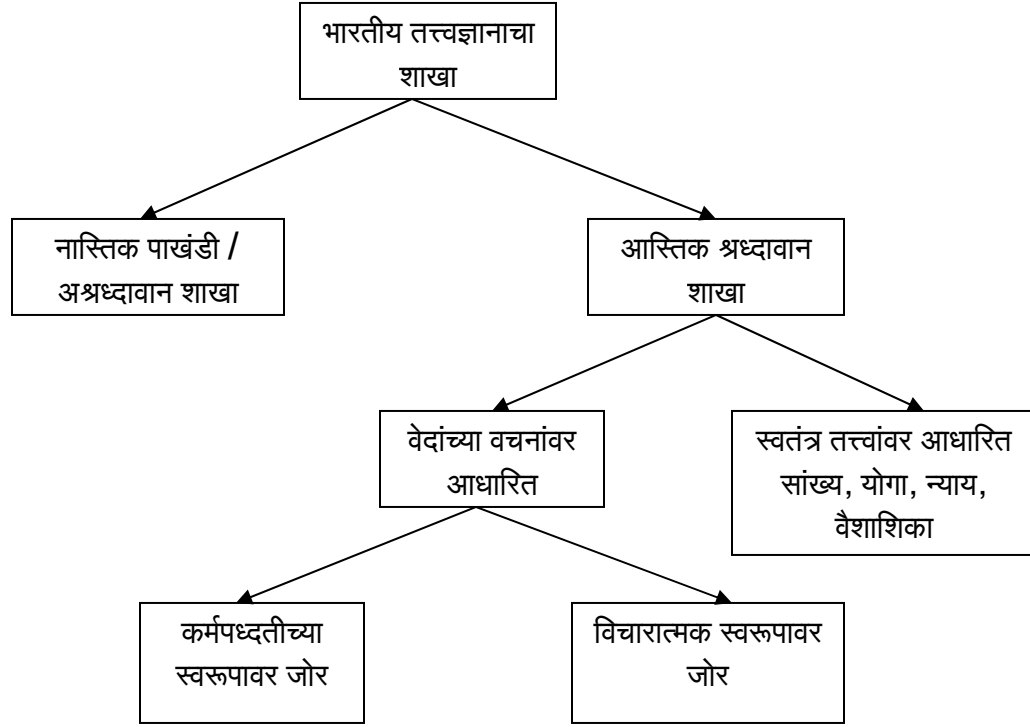 भारतीय तत्त्वज्ञानाचा
शाखा
नास्तिक पाखंडी /
अश्रध्दावान शाखा
आस्तिक श्रध्दावान
शाखा
वेदांच्या वचनांवर
आधारित
स्वतंत्र तत्त्वांवर आधारित
सांख्य, योगा, न्याय,
वैशाशिका
कर्मपध्दतीच्या
स्वरूपावर जोर
विचारात्मक स्वरूपावर
जोर